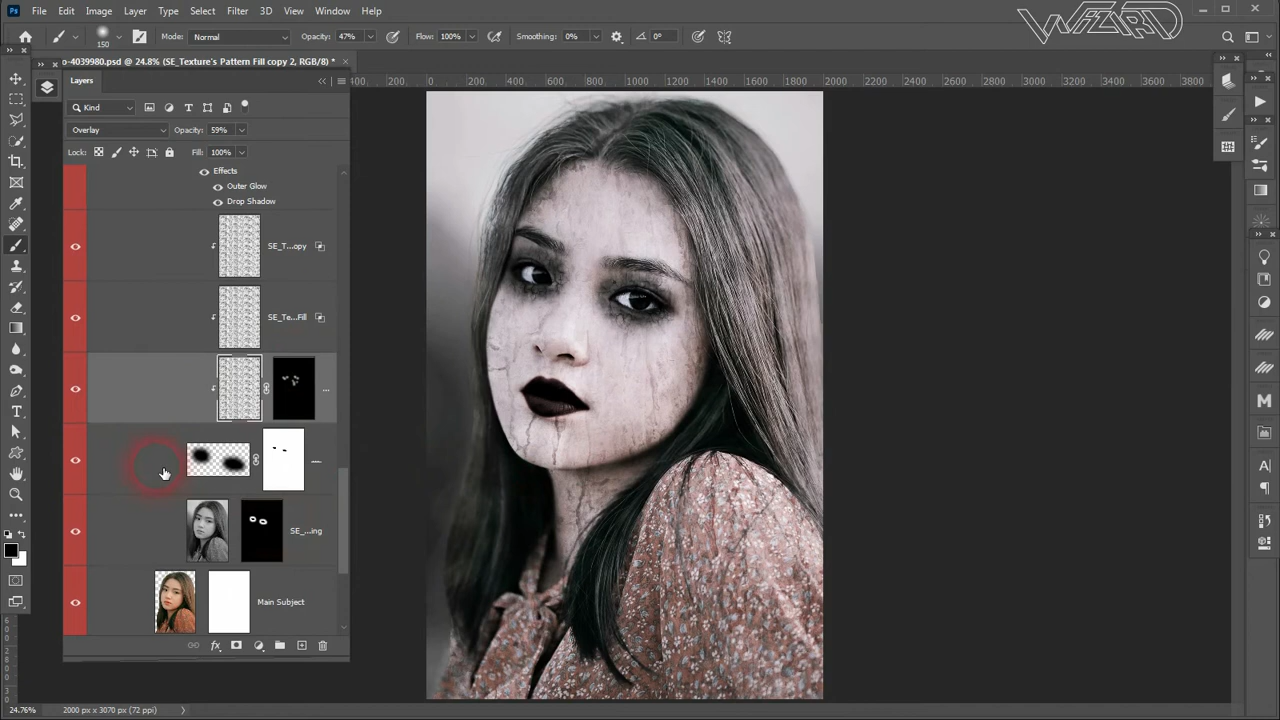 File Edit Image Layer Type Select Filter 3D View Window Help
WIZARD
150 Mode: Normal Opacity: 47% Flow: 100% Smoothing: 0% 0°
o-4039980.psd @ 24.8% (SE_Texture's Pattern Fill copy 2, RGB/8) *
Layers
400 200 0 200 400 600 800 1000 1200 1400 1600 1800 2000 2200 2400 2600 2800 3000 3200 3400 3600 3800
Kind
Overlay Opacity: 59%
Lock: Fill: 100%
Effects
Outer Glow
Drop Shadow
SE_T...opy
SE_Te...Fill
...
SE_...ing
Main Subject
24.76% 2000 px x 3070 px (72 ppi)